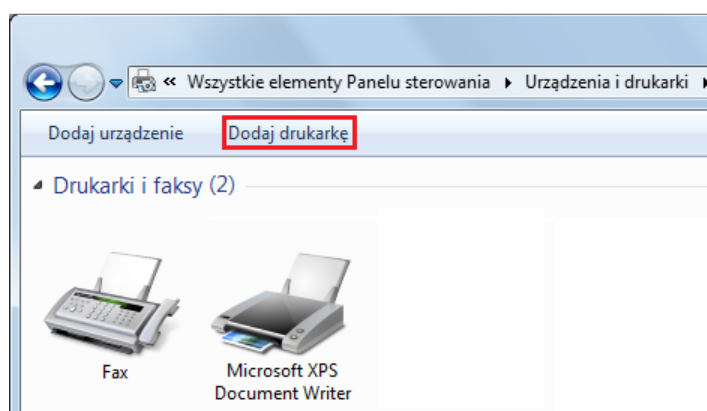 « Wszystkie elementy Panelu sterowania ▸ Urządzenia i drukarki ▸
Dodaj urządzenie Dodaj drukarkę
Drukarki i faksy (2)
Fax
Microsoft XPS
Document Writer